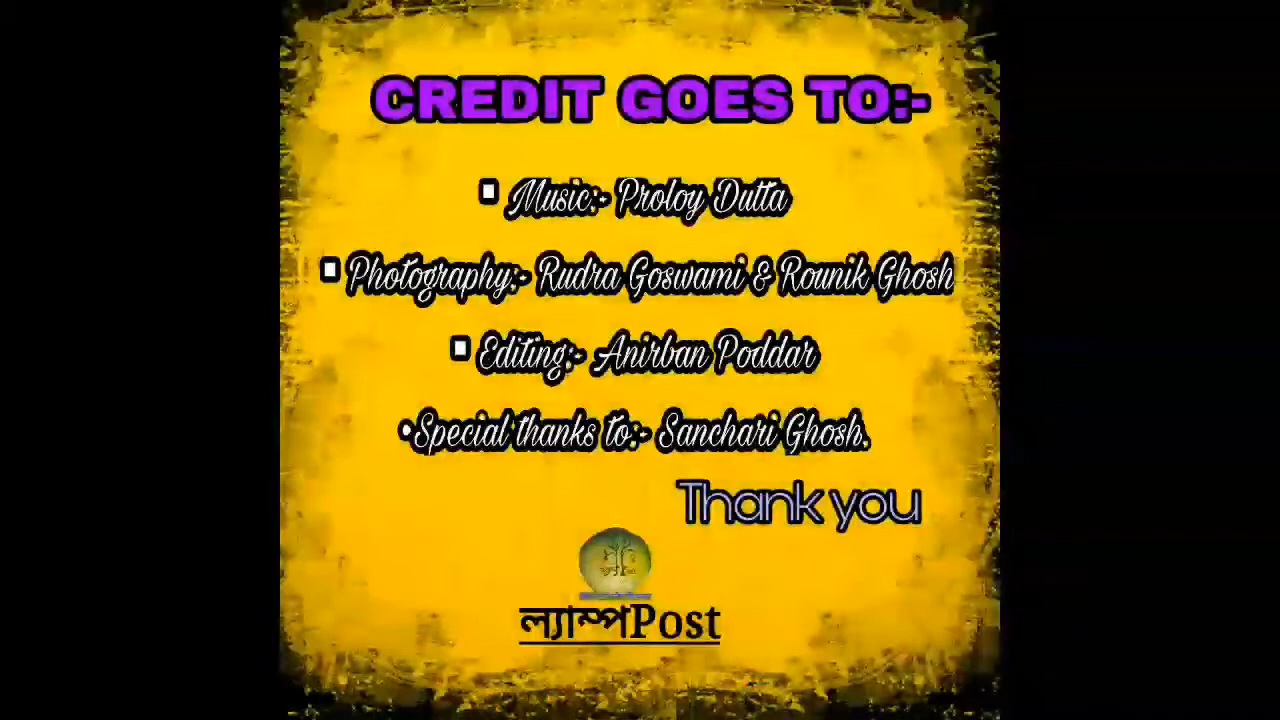 CREDIT GOES TO:-
▪ Music:- Proloy Dutta
▪ Photography:- Rudra Goswami & Rounik Ghosh
▪ Editing:- Anirban Poddar
•Special thanks to:- Sanchari Ghosh.
Thank you
ল্যাম্পPost